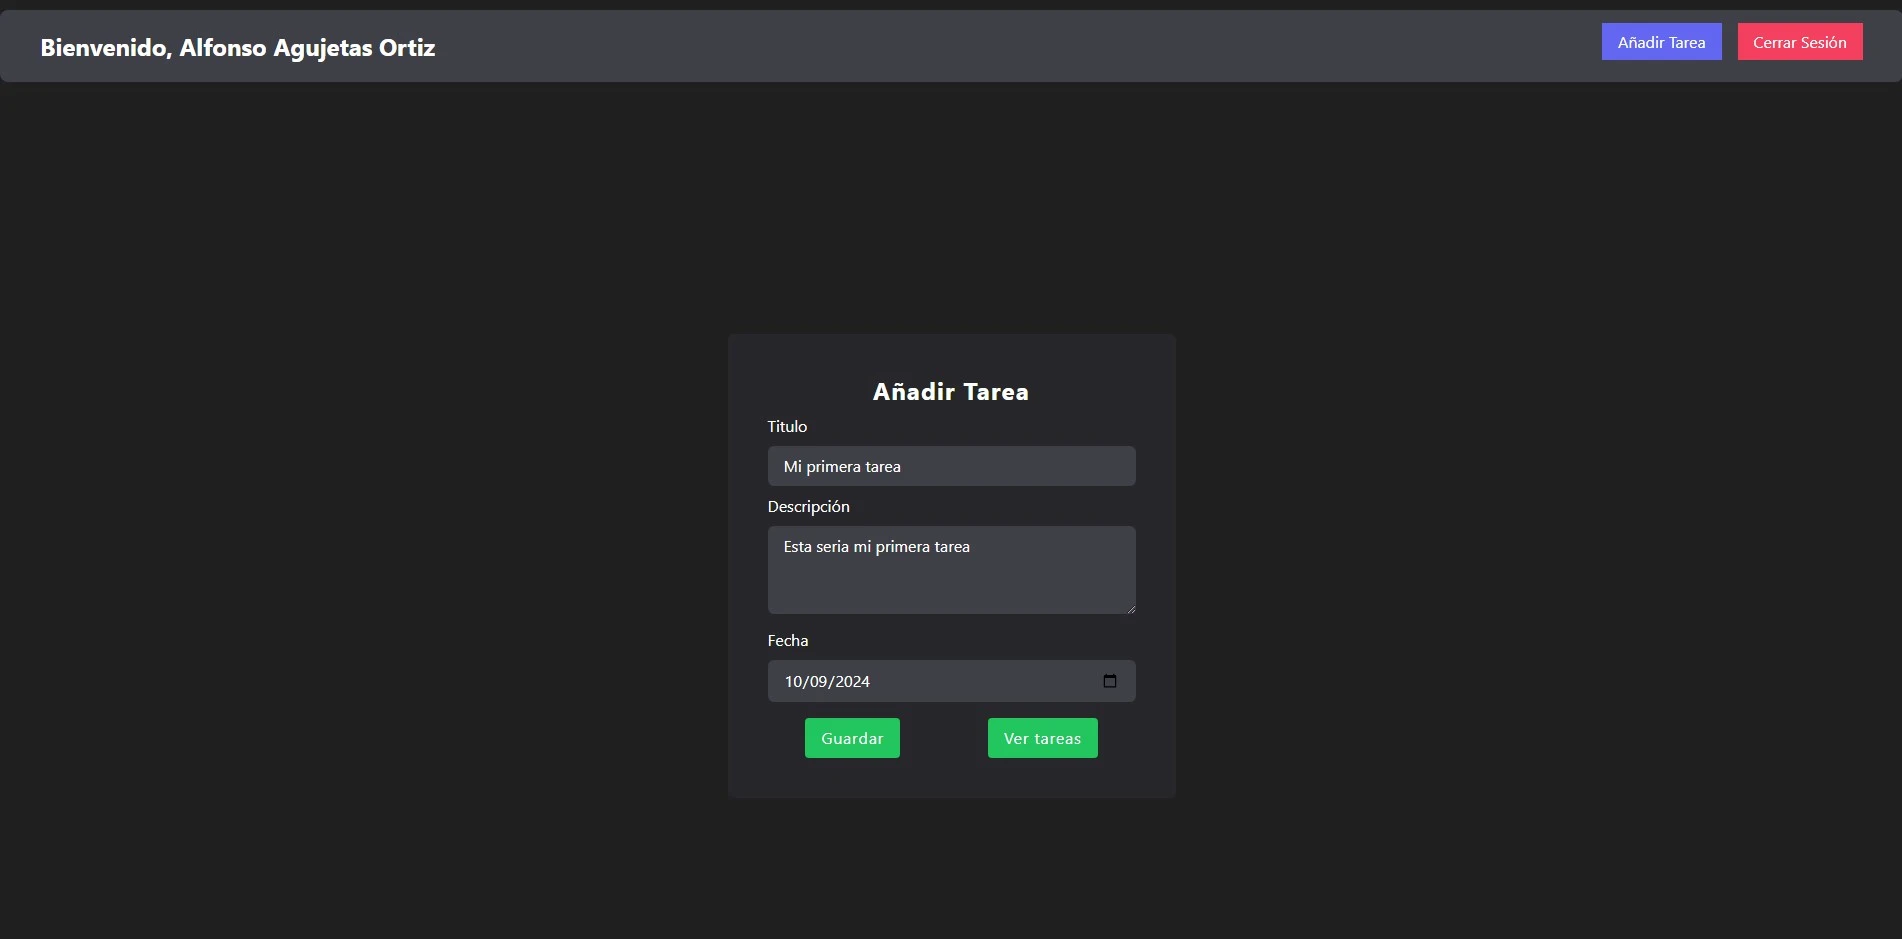 Bienvenido, Alfonso Agujetas Ortiz
Añadir Tarea
Cerrar Sesión
Añadir Tarea
Titulo
Mi primera tarea
Descripción
Esta seria mi primera tarea
Fecha
10/09/2024
Guardar
Ver tareas